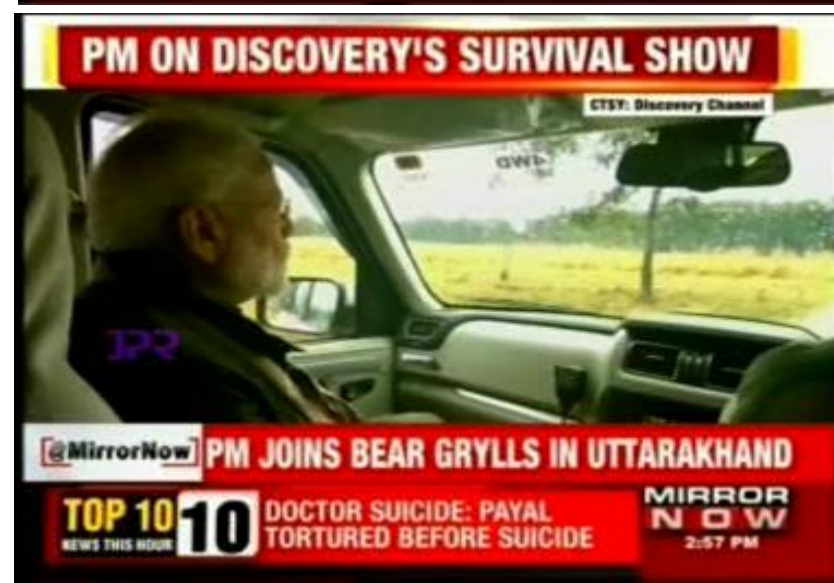 PM ON DISCOVERY'S SURVIVAL SHOW
CTSY: Discovery Channel
4WD
IPR
@MirrorNow
PM JOINS BEAR GRYLLS IN UTTARAKHAND
TOP 10
NEWS THIS HOUR
10
DOCTOR SUICIDE: PAYAL
TORTURED BEFORE SUICIDE
MIRROR
NOW
2:57 PM